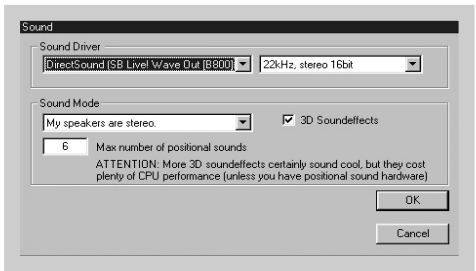 Sound
Sound Driver
DirectSound (SB Live! Wave Out [B800]
22kHz, stereo 16bit
Sound Mode
My speakers are stereo.
3D Soundeffects
6
Max number of positional sounds
ATTENTION: More 3D soundeffects certainly sound cool, but they cost
plenty of CPU performance (unless you have positional sound hardware)
OK
Cancel